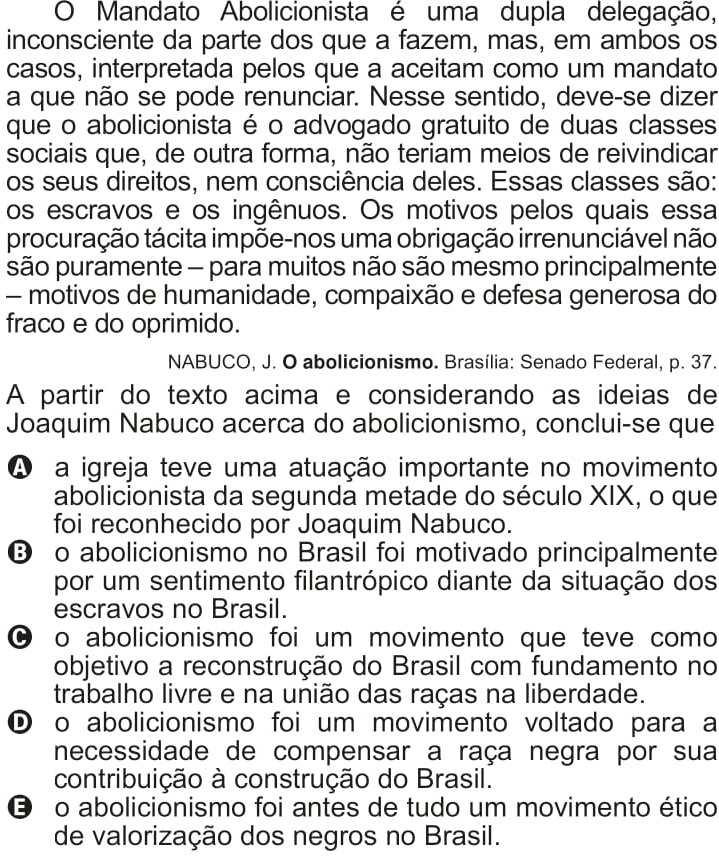 O Mandato Abolicionista é uma dupla delegação,
inconsciente da parte dos que a fazem, mas, em ambos os
casos, interpretada pelos que a aceitam como um mandato
a que não se pode renunciar. Nesse sentido, deve-se dizer
que o abolicionista é o advogado gratuito de duas classes
sociais que, de outra forma, não teriam meios de reivindicar
os seus direitos, nem consciência deles. Essas classes são:
os escravos e os ingênuos. Os motivos pelos quais essa
procuração tácita impõe-nos uma obrigação irrenunciável não
são puramente – para muitos não são mesmo principalmente
– motivos de humanidade, compaixão e defesa generosa do
fraco e do oprimido.
NABUCO, J. O abolicionismo. Brasília: Senado Federal, p. 37.
A partir do texto acima e considerando as ideias de
Joaquim Nabuco acerca do abolicionismo, conclui-se que
A a igreja teve uma atuação importante no movimento
abolicionista da segunda metade do século XIX, o que
foi reconhecido por Joaquim Nabuco.
B o abolicionismo no Brasil foi motivado principalmente
por um sentimento filantrópico diante da situação dos
escravos no Brasil.
C o abolicionismo foi um movimento que teve como
objetivo a reconstrução do Brasil com fundamento no
trabalho livre e na união das raças na liberdade.
D o abolicionismo foi um movimento voltado para a
necessidade de compensar a raça negra por sua
contribuição à construção do Brasil.
E o abolicionismo foi antes de tudo um movimento ético
de valorização dos negros no Brasil.